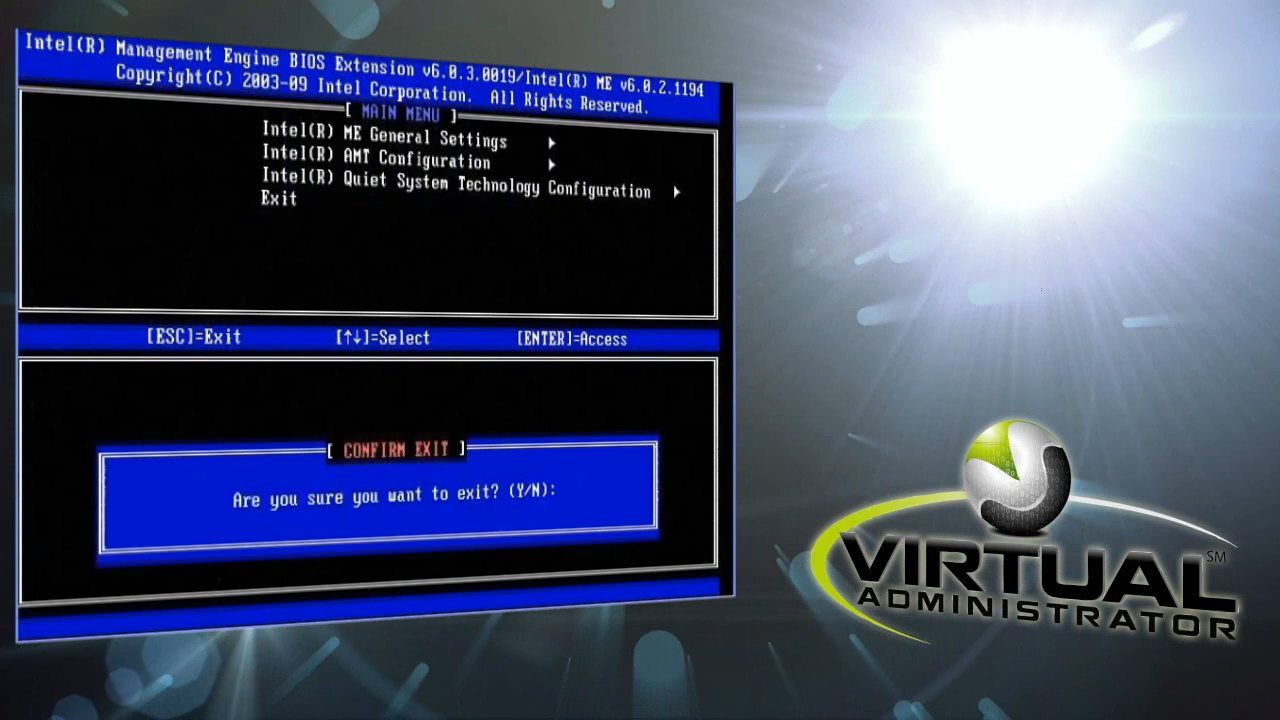 Intel(R) Management Engine BIOS Extension v6.0.3.0019/Intel(R) ME v6.0.2.1194
Copyright(C) 2003-09 Intel Corporation. All Rights Reserved.
[ MAIN MENU ]
Intel(R) ME General Settings
Intel(R) AMT Configuration
Intel(R) Quiet System Technology Configuration
Exit
[ESC]=Exit [↑↓]=Select [ENTER]=Access
[ CONFIRM EXIT ]
Are you sure you want to exit? (Y/N):
VIRTUAL SM
ADMINISTRATOR